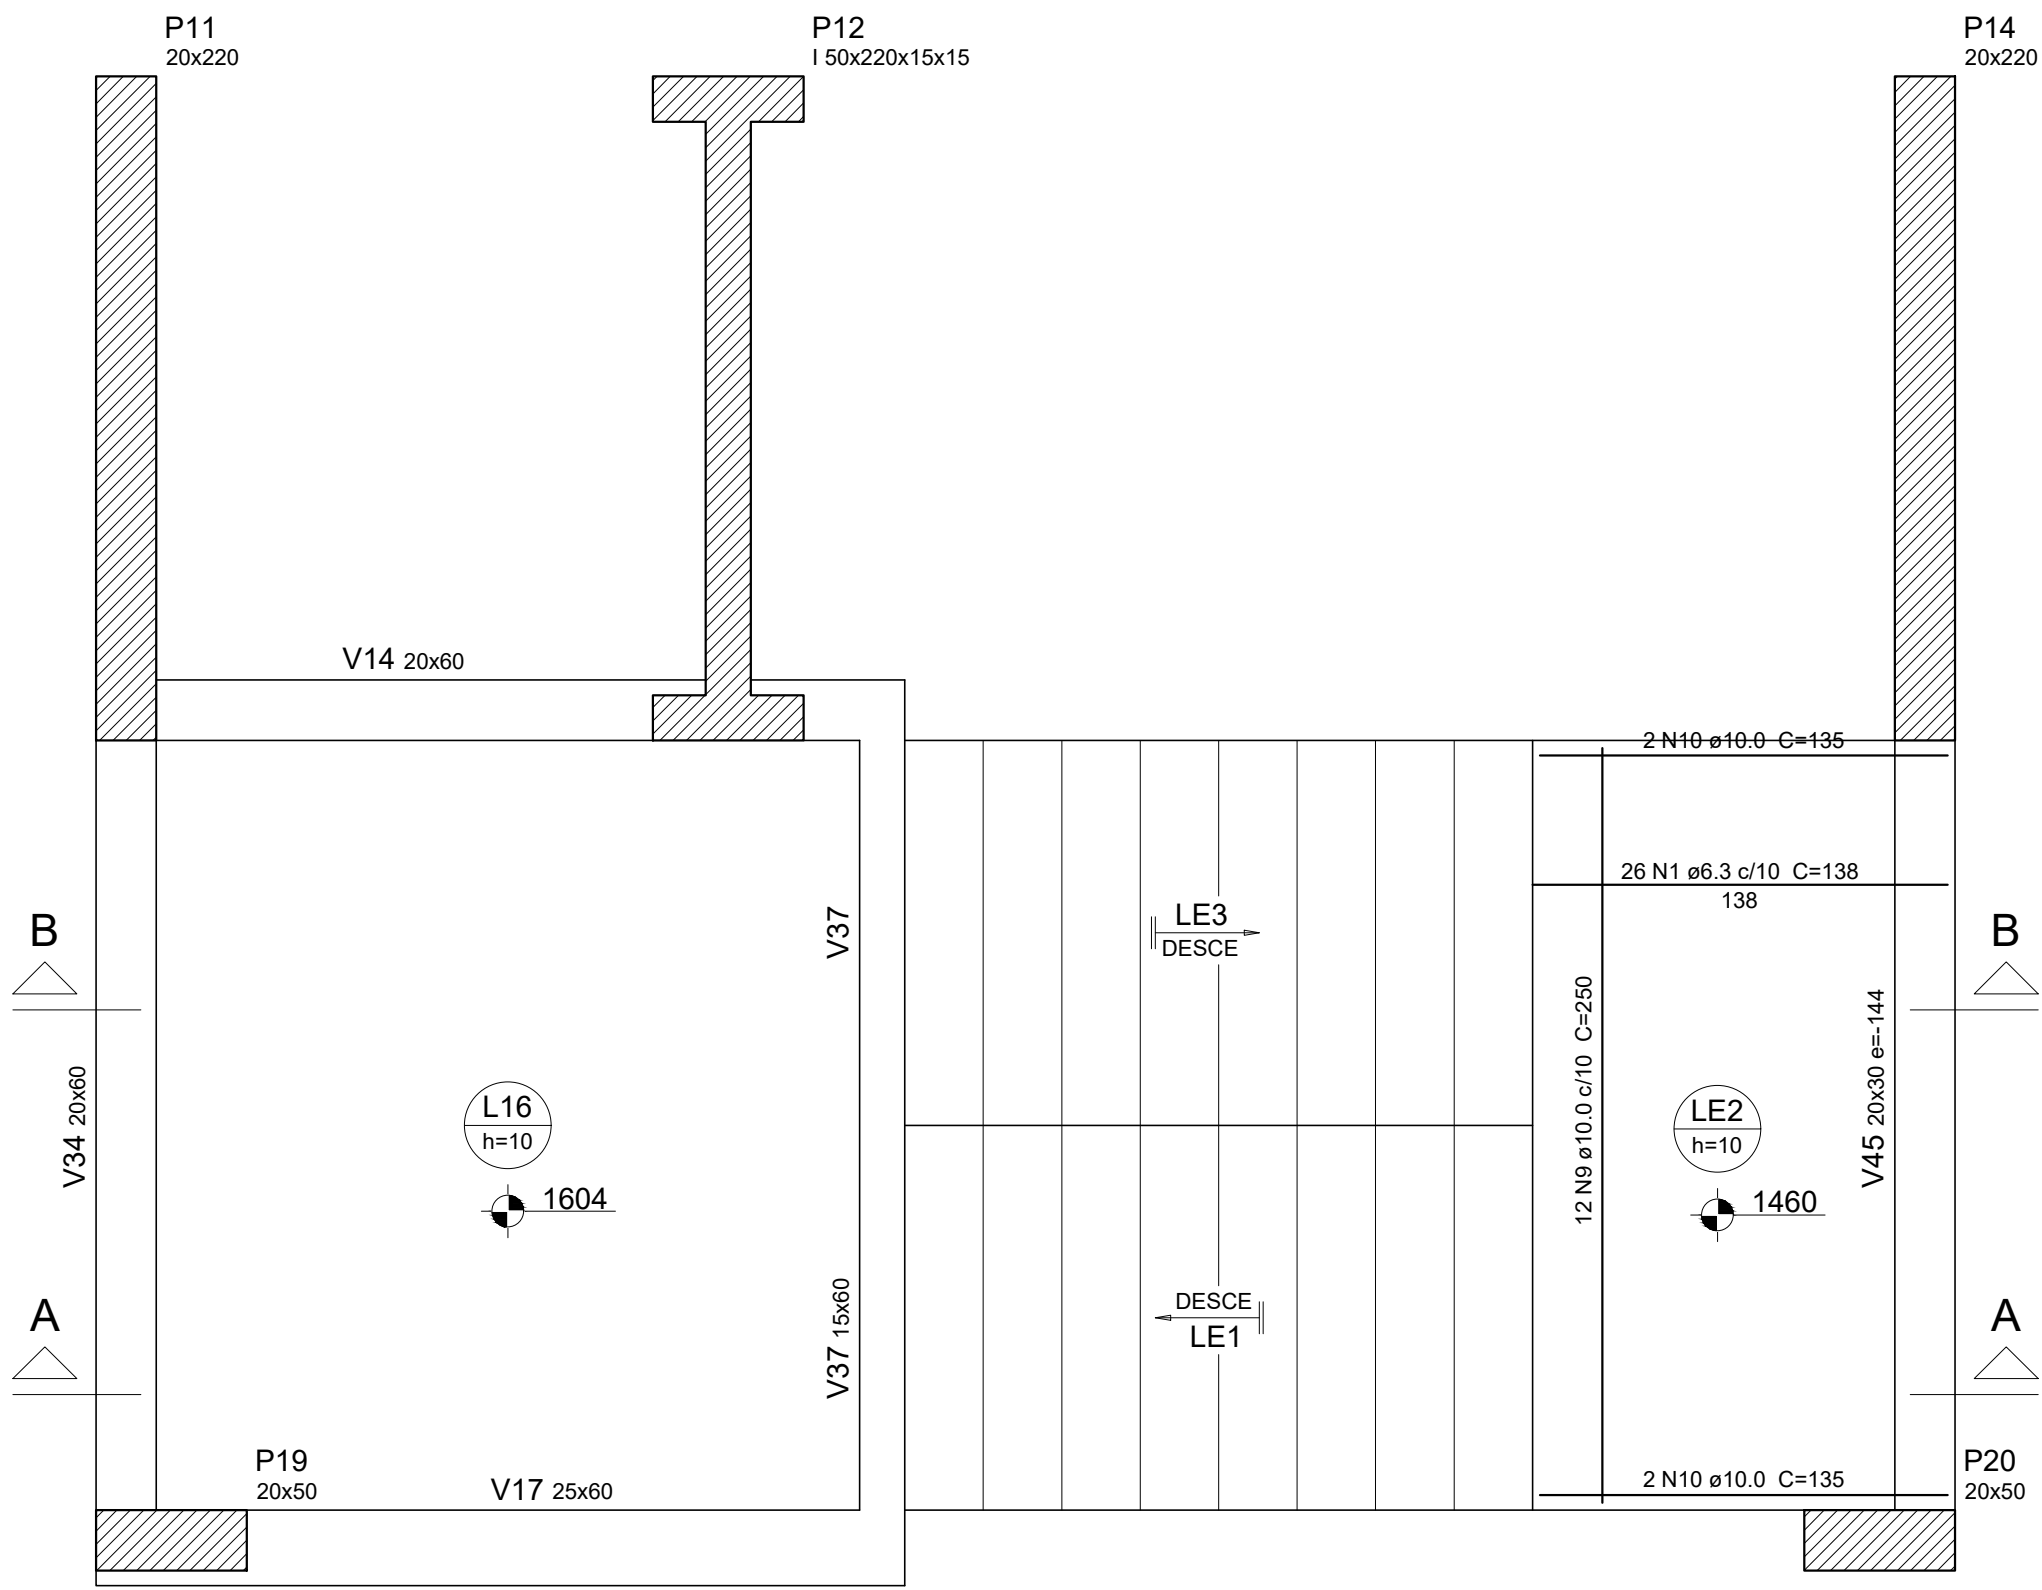 P11
20x220
P12
I 50x220x15x15
P14
20x220
V14 20x60
2 N10 ø10.0 C=135
26 N1 ø6.3 c/10 C=138
138
B
V37
LE3
DESCE
B
12 N9 ø10.0 c/10 C=250
V45 20x30 e=-144
V34 20x60
L16
h=10
1604
LE2
h=10
1460
A
V37 15x60
DESCE
LE1
A
P19
20x50
V17 25x60
2 N10 ø10.0 C=135
P20
20x50